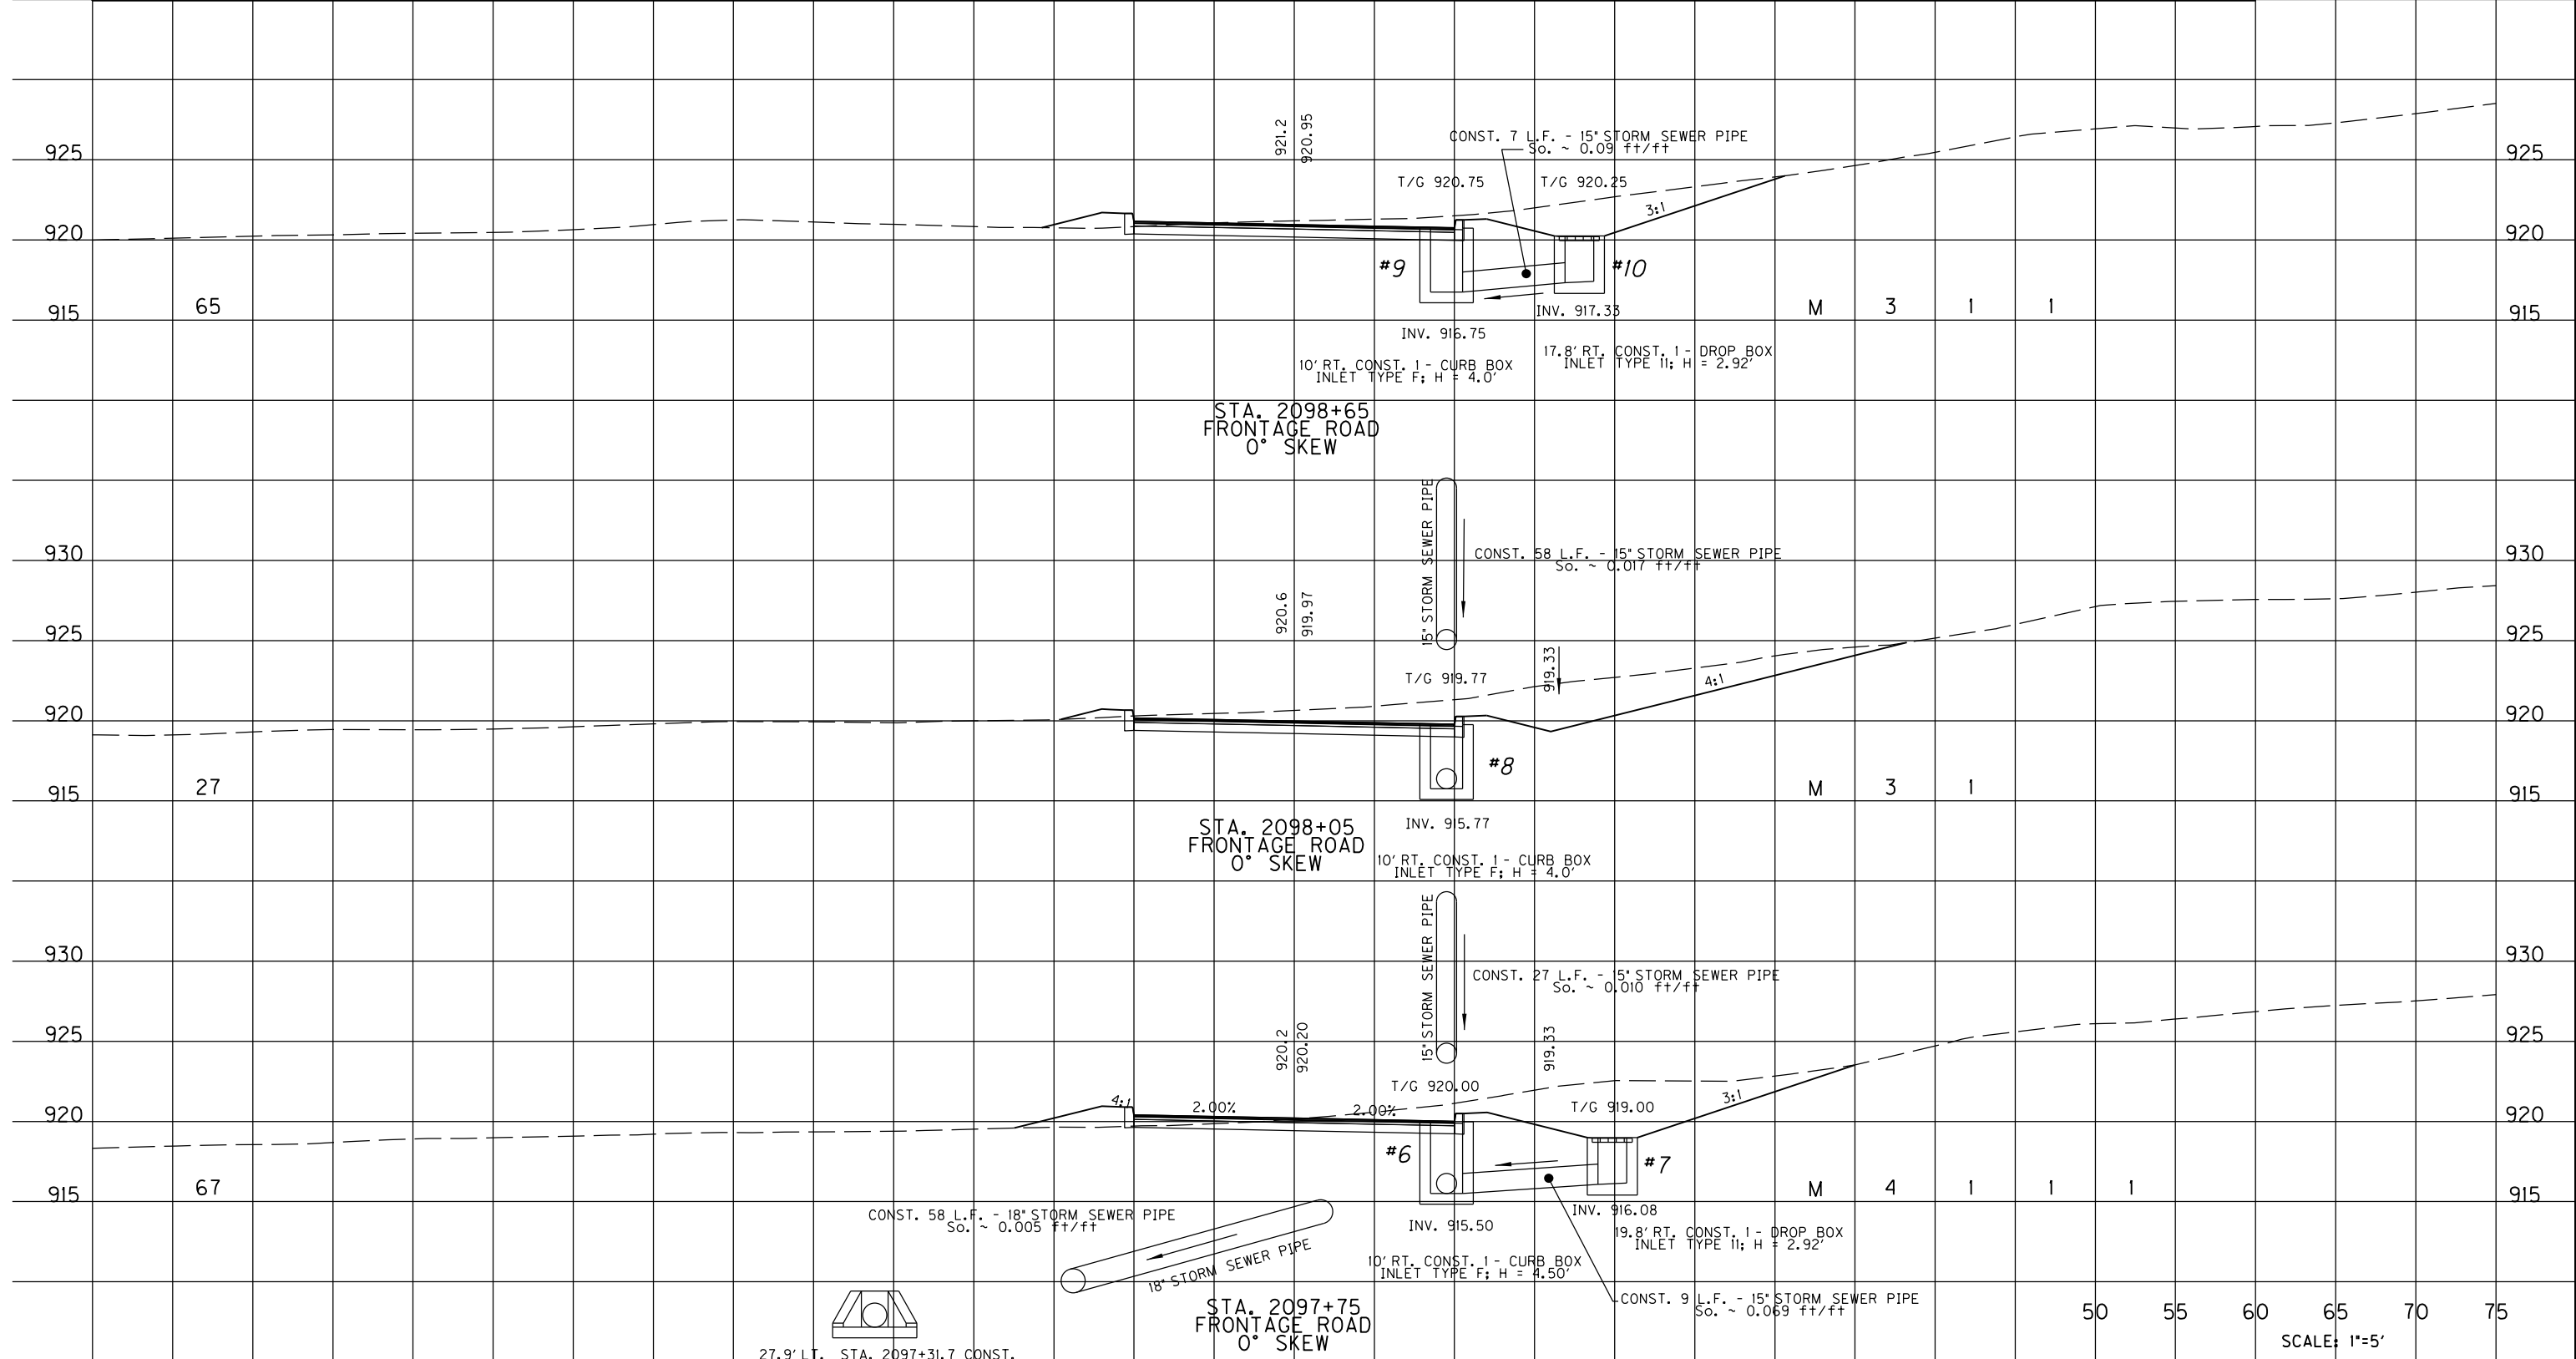 921.2
920.95
CONST. 7 L.F. - 15" STORM SEWER PIPE
So. ~ 0.09 ft/ft
925
925
T/G 920.75
T/G 920.25
3:1
920
920
#9
#10
915
65
INV. 917.33
M 3 1 1
915
INV. 916.75
17.8' RT. CONST. 1 - DROP BOX
INLET TYPE 11; H = 2.92'
10' RT. CONST. 1 - CURB BOX
INLET TYPE F; H = 4.0'
STA. 2098+65
FRONTAGE ROAD
0° SKEW
15" STORM SEWER PIPE
930
CONST. 58 L.F. - 15" STORM SEWER PIPE
So. ~ 0.017 ft/ft
930
920.6
919.97
925
925
919.33
T/G 919.77
4:1
920
920
#8
915
27
M 3 1
915
INV. 915.77
STA. 2098+05
FRONTAGE ROAD
0° SKEW
10' RT. CONST. 1 - CURB BOX
INLET TYPE F; H = 4.0'
15" STORM SEWER PIPE
930
930
CONST. 27 L.F. - 15" STORM SEWER PIPE
So. ~ 0.010 ft/ft
920.2
920.20
919.33
925
925
T/G 920.00
4:1
2.00%
2.00%
T/G 919.00
3:1
920
920
#6
#7
915
67
M 4 1 1 1
915
CONST. 58 L.F. - 18" STORM SEWER PIPE
So. ~ 0.005 ft/ft
INV. 915.50
INV. 916.08
19.8' RT. CONST. 1 - DROP BOX
INLET TYPE 11; H = 2.92'
18" STORM SEWER PIPE
10' RT. CONST. 1 - CURB BOX
INLET TYPE F; H = 4.50'
CONST. 9 L.F. - 15" STORM SEWER PIPE
So. ~ 0.069 ft/ft
STA. 2097+75
FRONTAGE ROAD
0° SKEW
50 55 60 65 70 75
SCALE: 1"=5'
27.9' LT. STA. 2097+31.7 CONST.